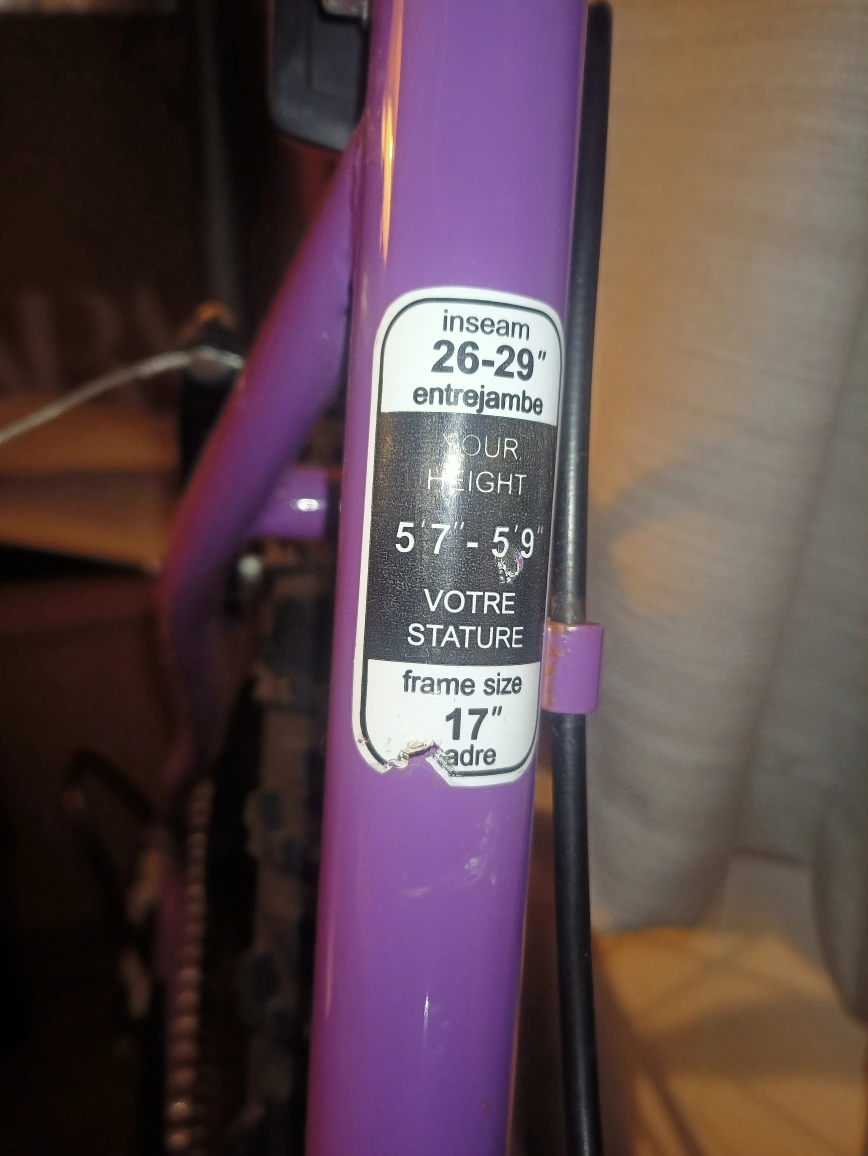 inseam
26-29"
entrejambe
YOUR
HEIGHT
5'7"- 5'9"
VOTRE
STATURE
frame size
17"
adre